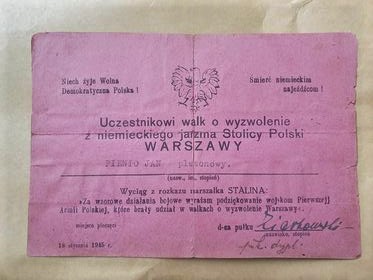 Niech żyje Wolna
Demokratyczna Polska !
Śmierć niemieckim
najeźdźcom !
Uczestnikowi walk o wyzwolenie
z niemieckiego jarzma Stolicy Polski
WARSZAWY
PIENIO JAN plutonowy.
(nazw., im., stopień)
Wyciąg z rozkazu marszałka STALINA:
„Za wzorowe działania bojowe wyrażam podziękowanie wojskom Pierwszej
Armii Polskiej, które brały udział w walkach o wyzwolenie Warszawy."
miejsce pieczęci
d-ca pułku
nazwisko, stopień
18 stycznia 1945 r.